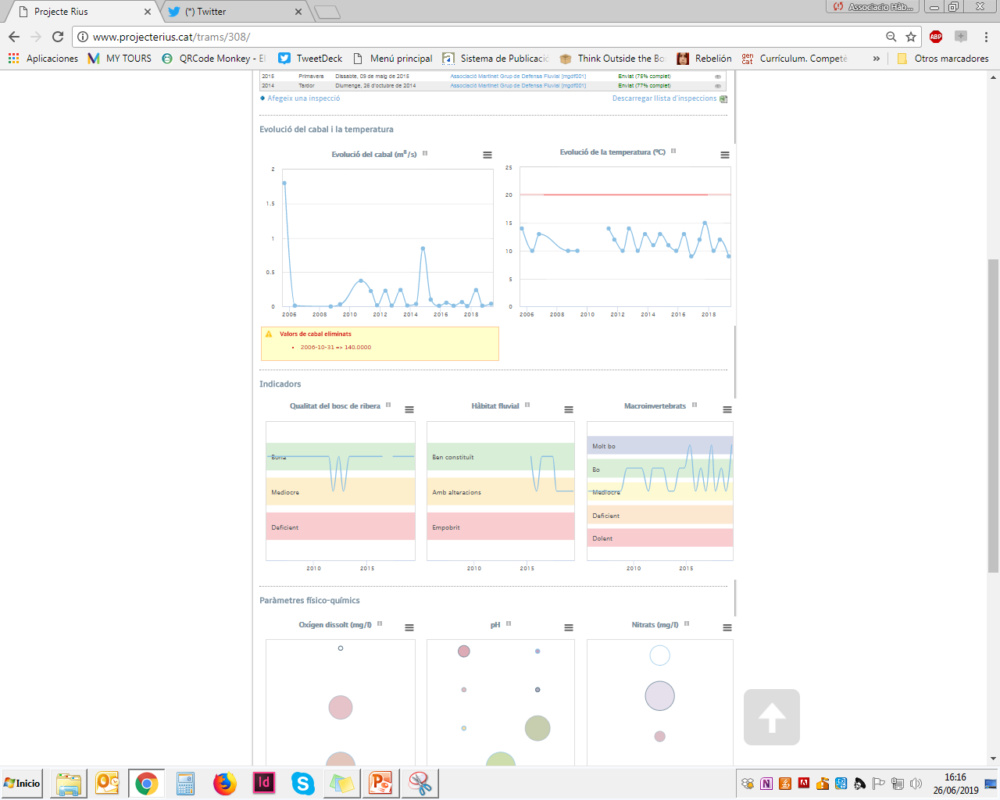 Projecte Rius
(*) Twitter
Associacio Hàb...
www.projecterius.cat/trams/308/
ABP
Aplicaciones
MY TOURS
QRCode Monkey - El
TweetDeck
Menú principal
Sistema de Publicació
Think Outside the Bo
Rebelión
gen cat
Currículum. Competè
»
Otros marcadores
2015 Primavera Dissabte, 09 de maig de 2015 Associació Martinet Grup de Defensa Fluvial [mgdf001] Enviat (75% complet)
2014 Tardor Diumenge, 26 d'octubre de 2014 Associació Martinet Grup de Defensa Fluvial [mgdf001] Enviat (77% complet)
Afegeix una inspecció
Descarregar llista d'inspeccions
Evolució del cabal i la temperatura
Evolució del cabal (m³/s)
2
1.5
1
0.5
0
2006 2008 2010 2012 2014 2016 2018
Evolució de la temperatura (ºC)
25
20
15
10
5
0
2006 2008 2010 2012 2014 2016 2018
Valors de cabal eliminats
2006-10-31 => 140.0000
Indicadors
Qualitat del bosc de ribera
Bona
Mediocre
Deficient
2010 2015
Hàbitat fluvial
Ben constituït
Amb alteracions
Empobrit
2010 2015
Macroinvertebrats
Molt bo
Bo
Mediocre
Deficient
Dolent
2010 2015
Paràmetres físico-químics
Oxígen dissolt (mg/l)
pH
Nitrats (mg/l)
Inicio
16:16
26/06/2019